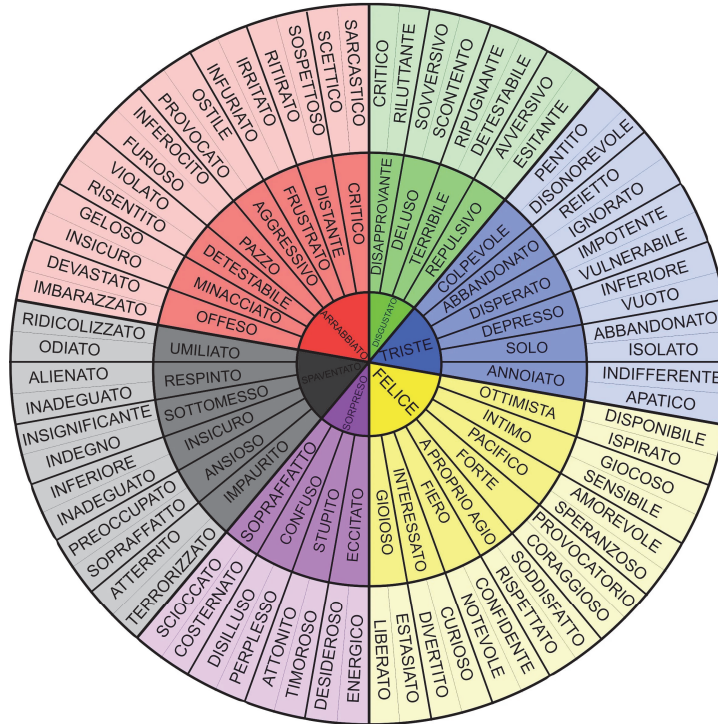 ARRABBIATO
DISGUSTATO
TRISTE
FELICE
SORPRESO
SPAVENTATO
CRITICO
DISAPPROVANTE
DELUSO
TERRIBILE
REPULSIVO
COLPEVOLE
ABBANDONATO
DISPERATO
DEPRESSO
SOLO
ANNOIATO
OTTIMISTA
INTIMO
PACIFICO
FORTE
A PROPRIO AGIO
FIERO
INTERESSATO
GIOIOSO
ECCITATO
STUPITO
CONFUSO
SOPRAFFATTO
IMPAURITO
ANSIOSO
INSICURO
SOTTOMESSO
RESPINTO
UMILIATO
OFFESO
MINACCIATO
DETESTABILE
PAZZO
AGGRESSIVO
FRUSTRATO
DISTANTE
CRITICO
RILUTTANTE
SOVVERSIVO
SCONTENTO
RIPUGNANTE
DETESTABILE
AVVERSIVO
ESITANTE
PENTITO
DISONOREVOLE
REIETTO
IGNORATO
IMPOTENTE
VULNERABILE
INFERIORE
VUOTO
ABBANDONATO
ISOLATO
INDIFFERENTE
APATICO
DISPONIBILE
ISPIRATO
GIOCOSO
SENSIBILE
AMOREVOLE
SPERANZOSO
PROVOCATORIO
CORAGGIOSO
SODDISFATTO
RISPETTATO
CONFIDENTE
NOTEVOLE
CURIOSO
DIVERTITO
ESTASIATO
LIBERATO
ENERGICO
DESIDEROSO
TIMOROSO
ATTONITO
PERPLESSO
DISILLUSO
COSTERNATO
SCIOCCATO
TERRORIZZATO
ATTERRITO
SOPRAFFATTO
PREOCCUPATO
INADEGUATO
INFERIORE
INDEGNO
INSIGNIFICANTE
INADEGUATO
ALIENATO
ODIATO
RIDICOLIZZATO
IMBARAZZATO
DEVASTATO
INSICURO
GELOSO
RISENTITO
VIOLATO
FURIOSO
INFEROCITO
PROVOCATO
OSTILE
INFURIATO
IRRITATO
RITIRATO
SOSPETTOSO
SCETTICO
SARCASTICO